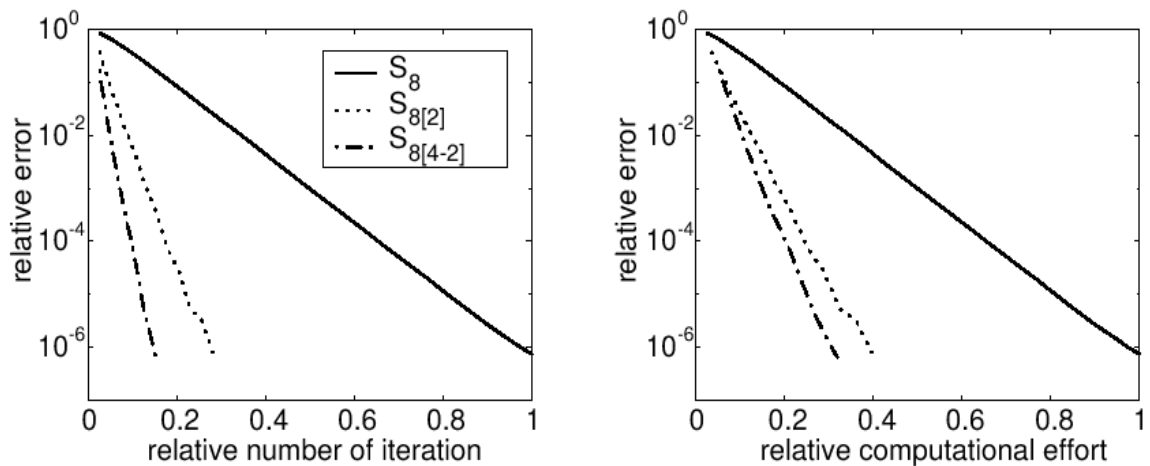 10^0
10^-2
10^-4
10^-6
relative error
0 0.2 0.4 0.6 0.8 1
relative number of iteration
S_8
S_8[2]
S_8[4-2]
10^0
10^-2
10^-4
10^-6
relative error
0 0.2 0.4 0.6 0.8 1
relative computational effort